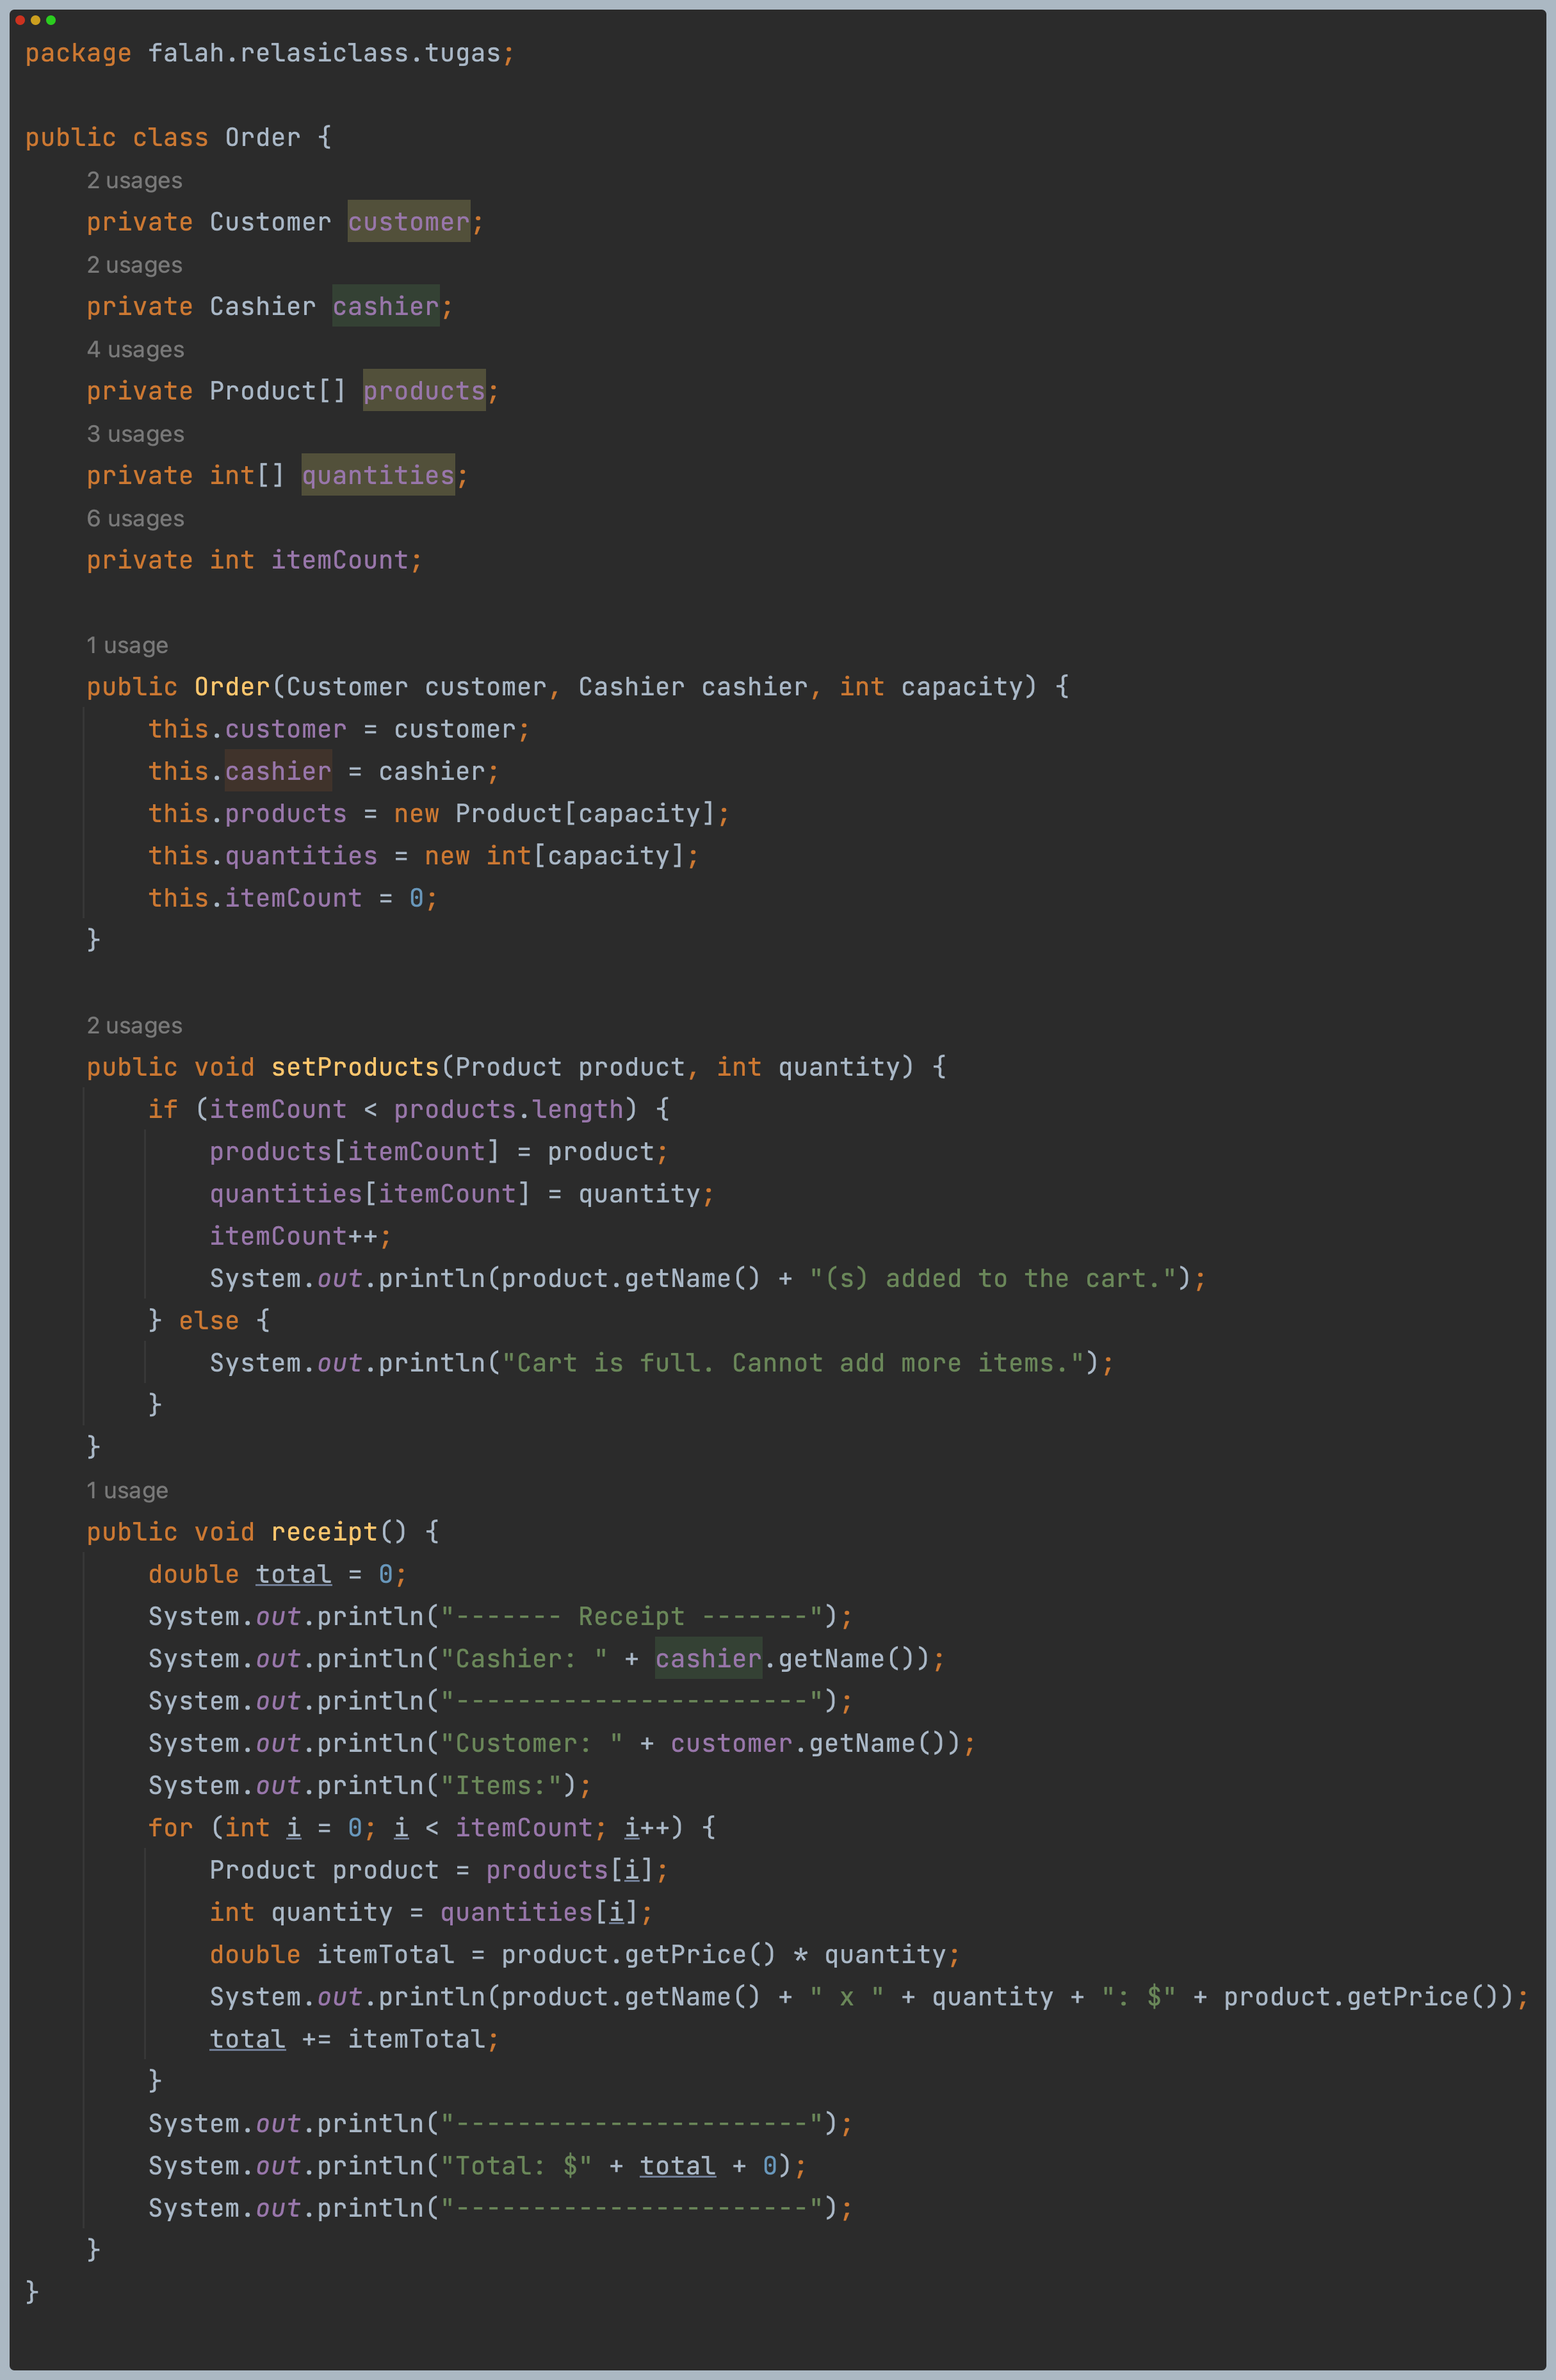 package falah.relasiclass.tugas;
public class Order {
2 usages
private Customer customer;
2 usages
private Cashier cashier;
4 usages
private Product[] products;
3 usages
private int[] quantities;
6 usages
private int itemCount;
1 usage
public Order(Customer customer, Cashier cashier, int capacity) {
this.customer = customer;
this.cashier = cashier;
this.products = new Product[capacity];
this.quantities = new int[capacity];
this.itemCount = 0;
}
2 usages
public void setProducts(Product product, int quantity) {
if (itemCount < products.length) {
products[itemCount] = product;
quantities[itemCount] = quantity;
itemCount++;
System.out.println(product.getName() + "(s) added to the cart.");
} else {
System.out.println("Cart is full. Cannot add more items.");
}
}
1 usage
public void receipt() {
double total = 0;
System.out.println("------- Receipt -------");
System.out.println("Cashier: " + cashier.getName());
System.out.println("-----------------------");
System.out.println("Customer: " + customer.getName());
System.out.println("Items:");
for (int i = 0; i < itemCount; i++) {
Product product = products[i];
int quantity = quantities[i];
double itemTotal = product.getPrice() * quantity;
System.out.println(product.getName() + " x " + quantity + ": $" + product.getPrice());
total += itemTotal;
}
System.out.println("-----------------------");
System.out.println("Total: $" + total + 0);
System.out.println("-----------------------");
}
}